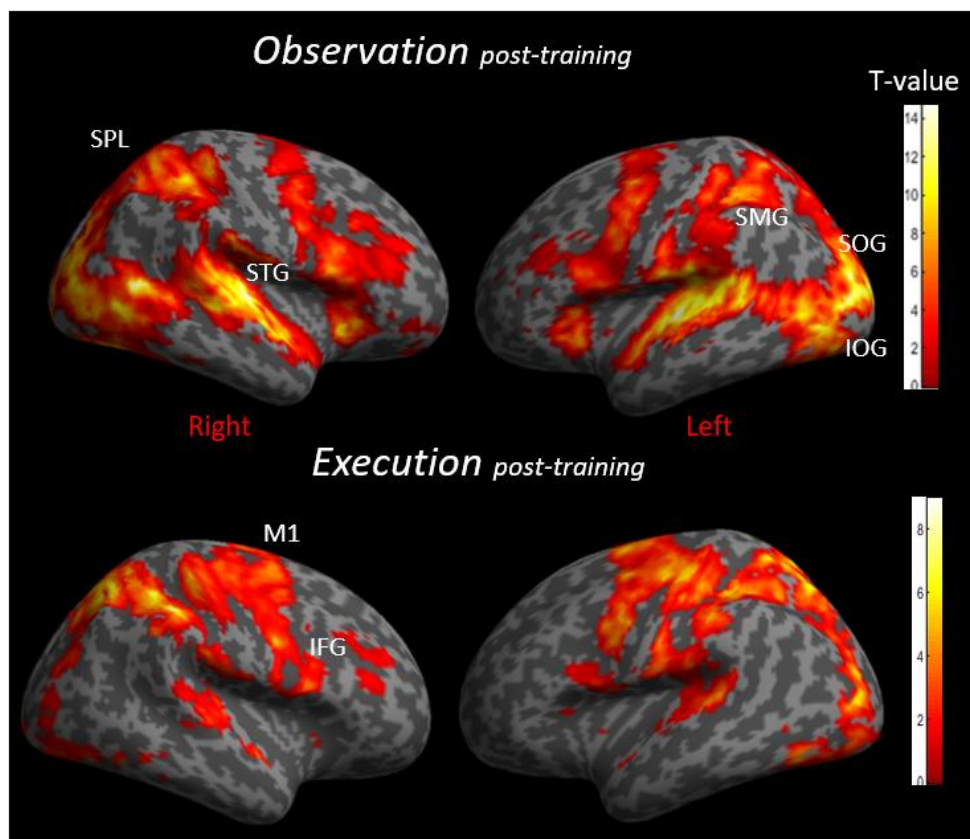 Observation post-training
T-value
14
12
10
8
6
4
2
0
SPL
SMG
STG
SOG
IOG
Right
Left
Execution post-training
M1
IFG
8
6
4
2
0